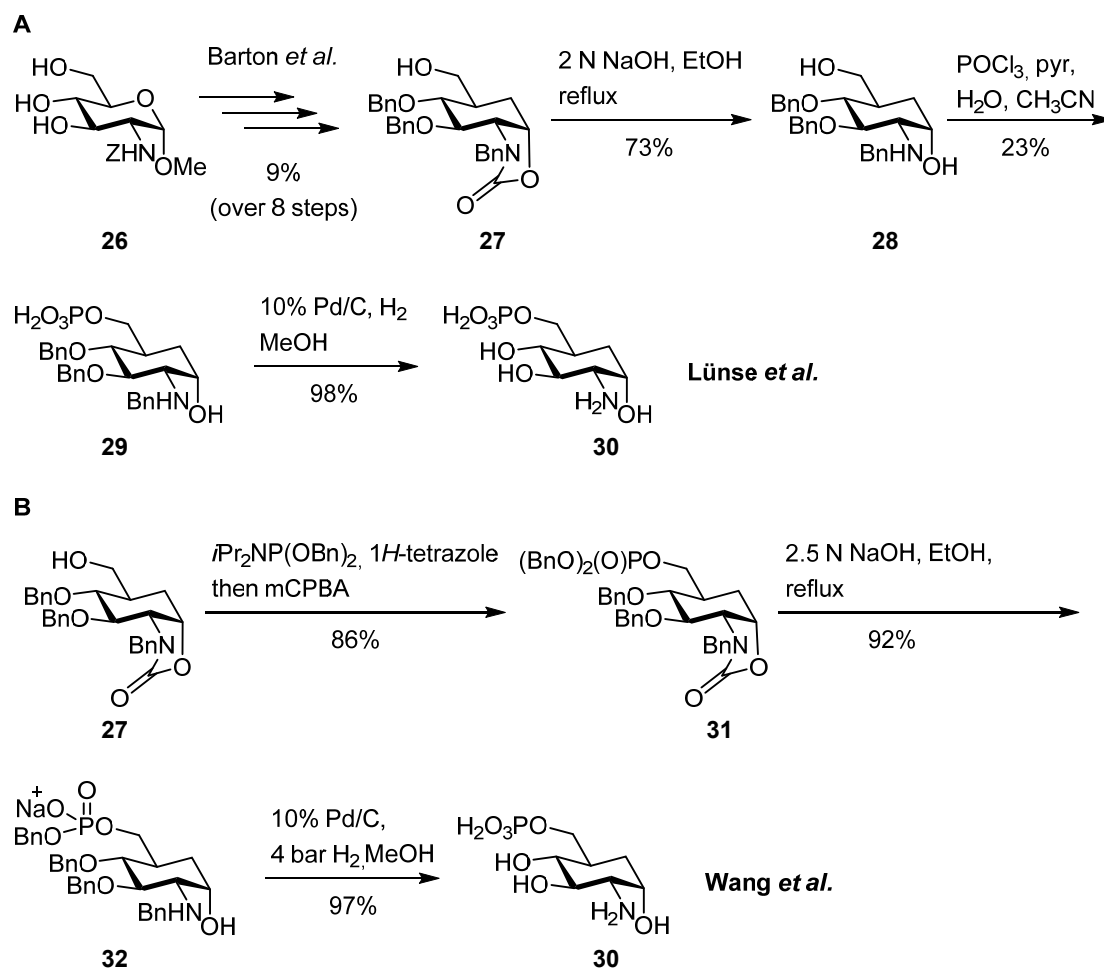 A
HO
HO
HO
O
ZHN
OMe
26
Barton et al.
9%
(over 8 steps)
HO
BnO
BnO
BnN
O
O
27
2 N NaOH, EtOH
reflux
73%
HO
BnO
BnO
BnHN
OH
28
POCl3, pyr,
H2O, CH3CN
23%
H2O3PO
BnO
BnO
BnHN
OH
29
10% Pd/C, H2
MeOH
98%
H2O3PO
HO
HO
H2N
OH
30
Lünse et al.
B
HO
BnO
BnO
BnN
O
O
27
iPr2NP(OBn)2, 1H-tetrazole
then mCPBA
86%
(BnO)2(O)PO
BnO
BnO
BnN
O
O
31
2.5 N NaOH, EtOH,
reflux
92%
O
+
NaO
P
O
BnO
BnO
BnO
BnHN
OH
32
10% Pd/C,
4 bar H2,MeOH
97%
H2O3PO
HO
HO
H2N
OH
30
Wang et al.